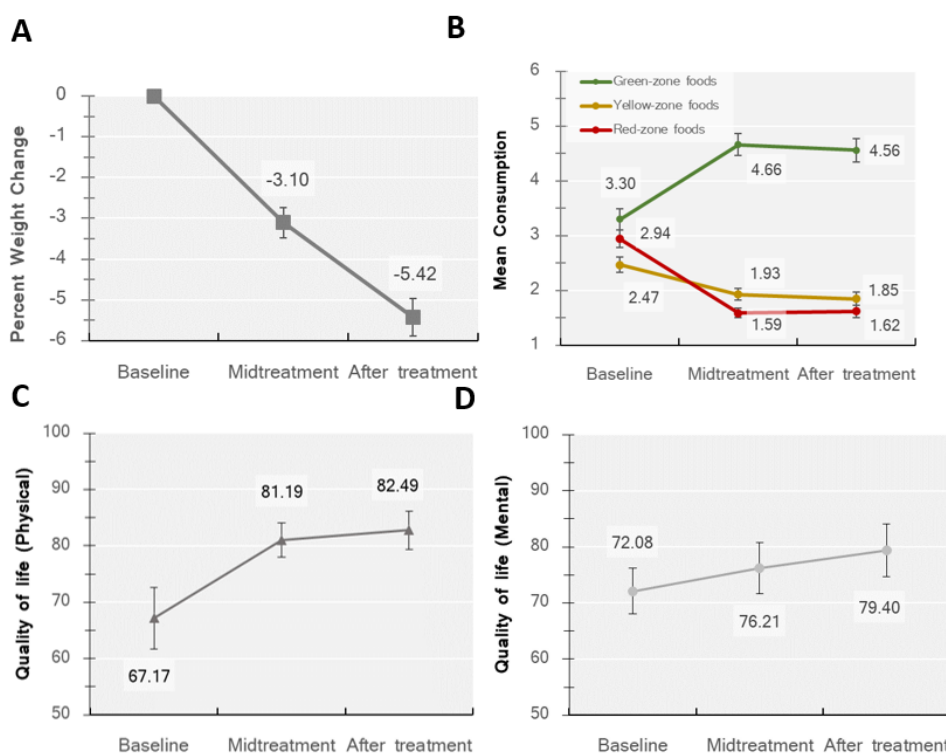 A
Percent Weight Change
0
-1
-2
-3
-4
-5
-6
-3.10
-5.42
Baseline Midtreatment After treatment
B
Mean Consumption
6
5
4
3
2
1
Green-zone foods
Yellow-zone foods
Red-zone foods
3.30
4.66
4.56
2.94
2.47
1.93
1.85
1.59
1.62
Baseline Midtreatment After treatment
C
Quality of life (Physical)
100
90
80
70
60
50
67.17
81.19
82.49
Baseline Midtreatment After treatment
D
Quality of life (Mental)
100
90
80
70
60
50
72.08
76.21
79.40
Baseline Midtreatment After treatment